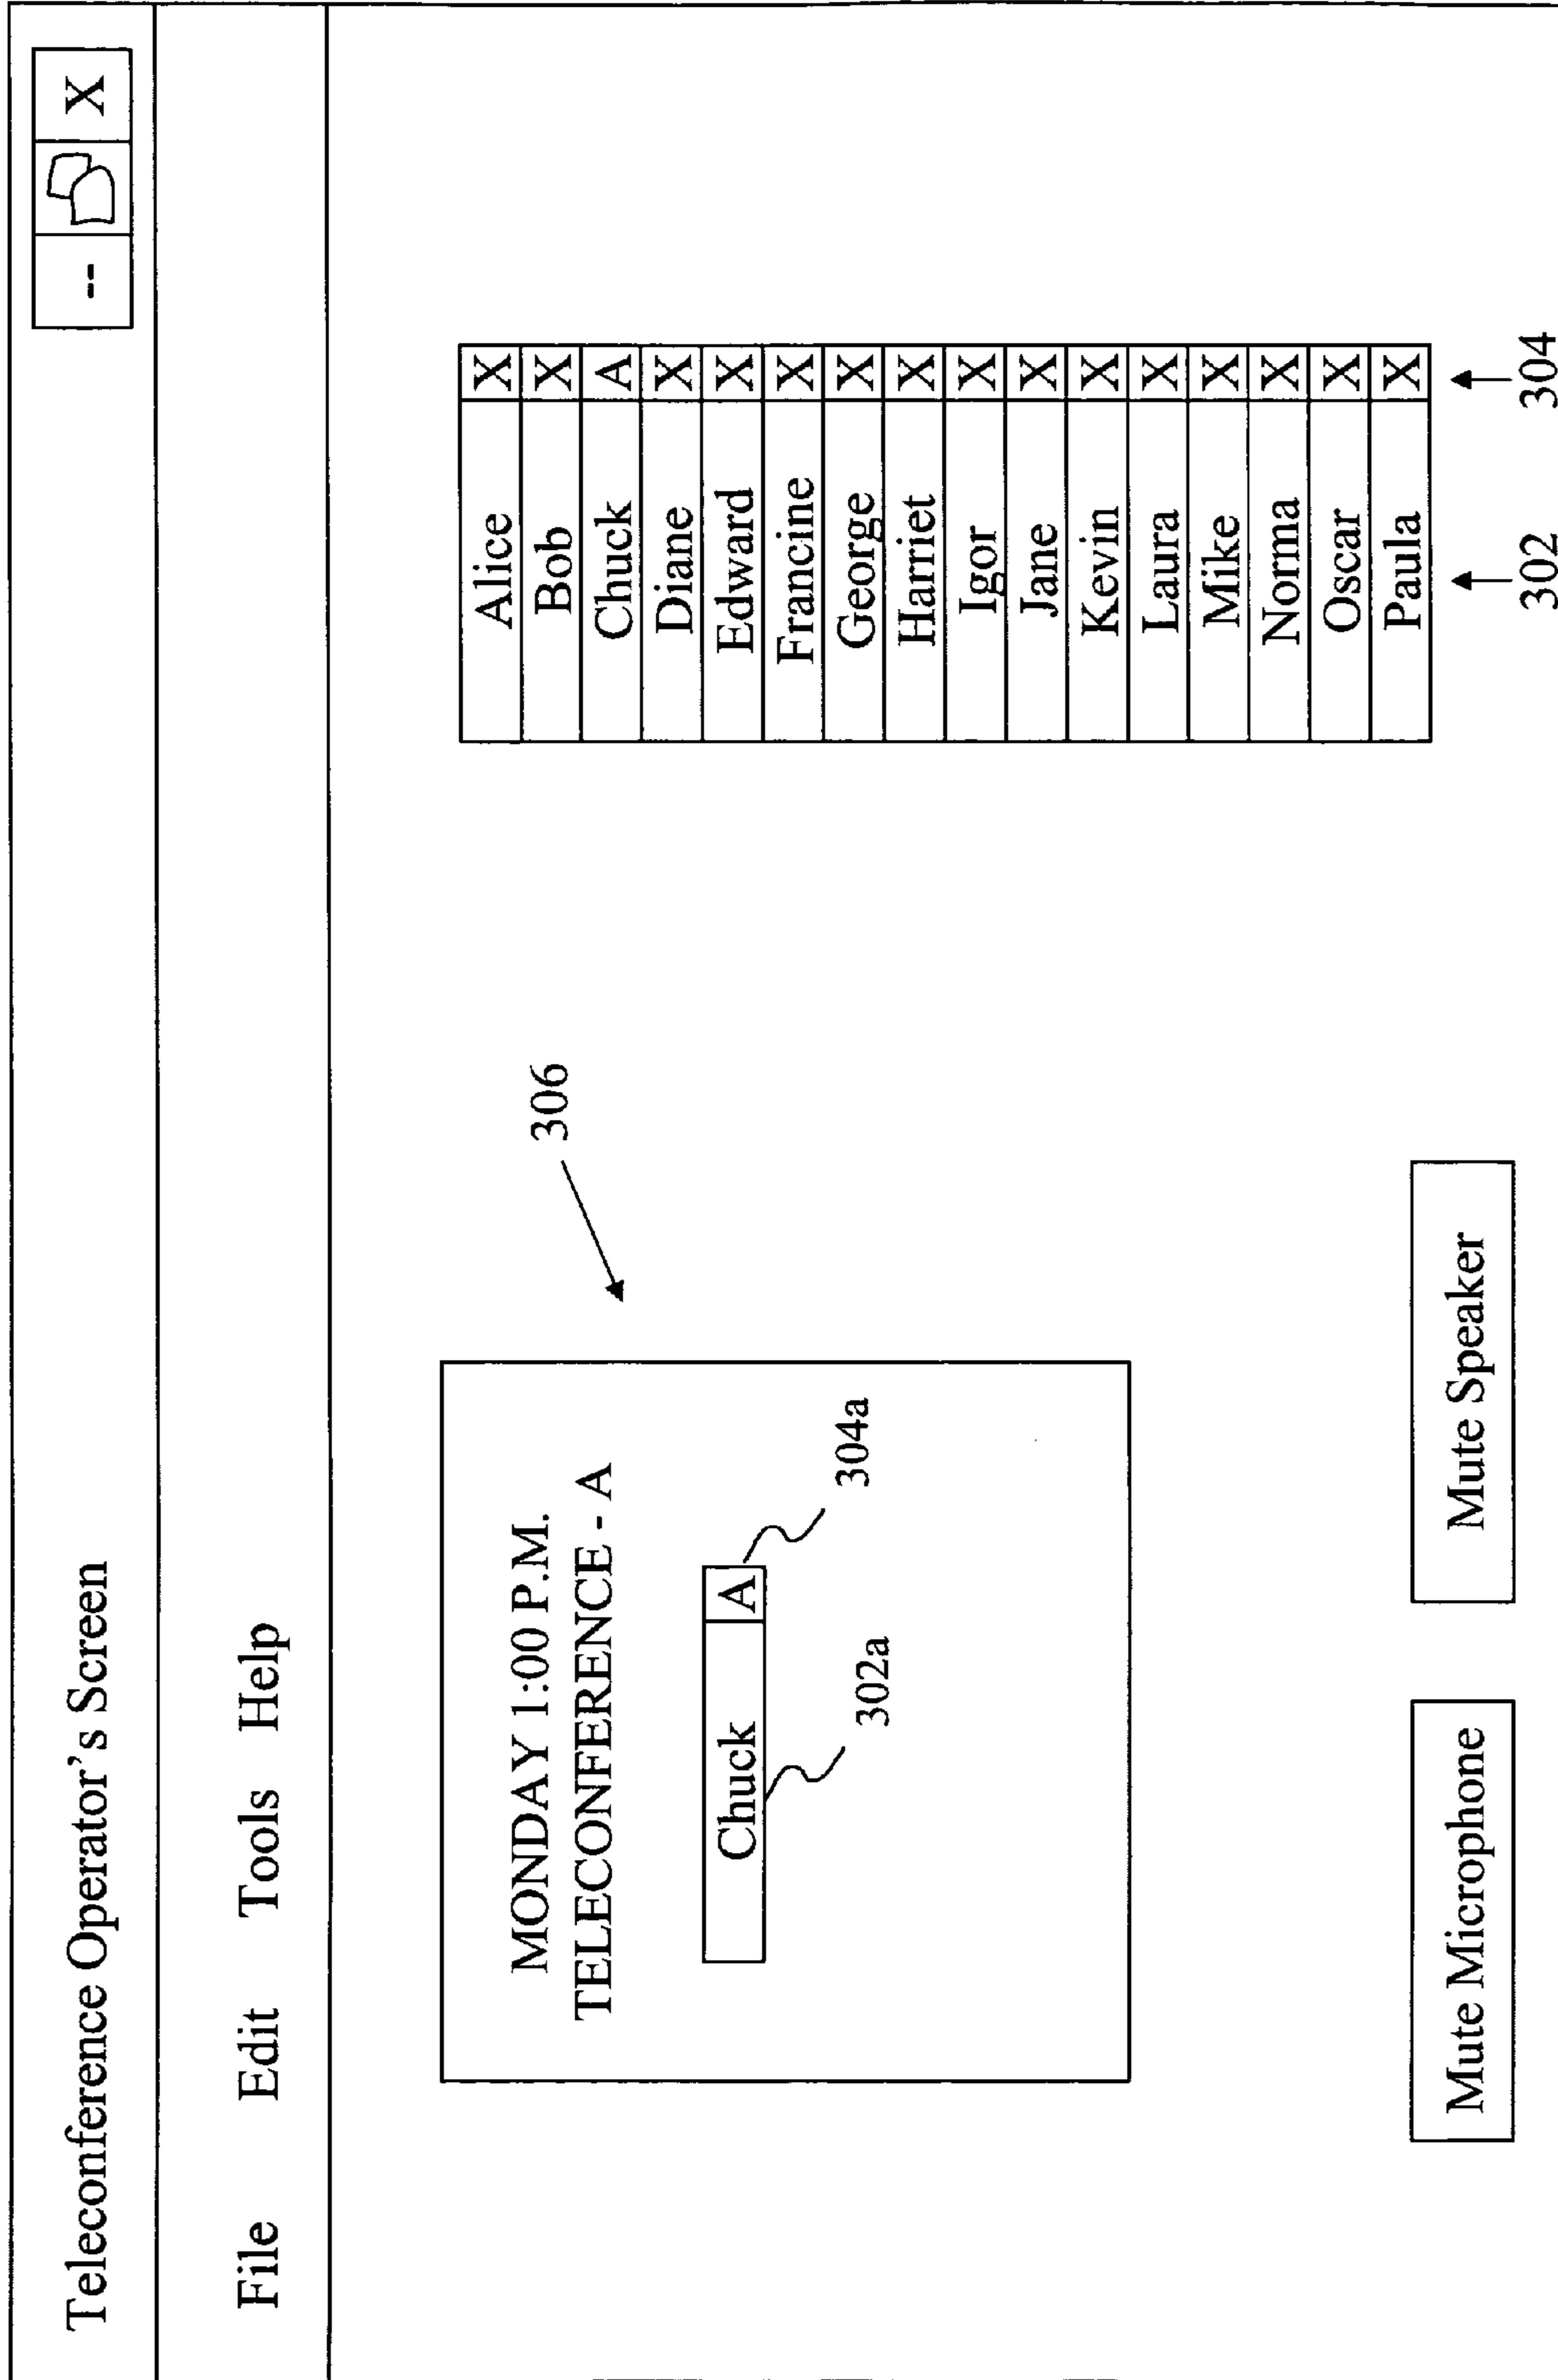 Teleconference Operator's Screen
-- X
File Edit Tools Help
306
MONDAY 1:00 P.M.
TELECONFERENCE - A
Chuck A
304a
302a
Alice X
Bob X
Chuck A
Diane X
Edward X
Francine X
George X
Harriet X
Igor X
Jane X
Kevin X
Laura X
Mike X
Norma X
Oscar X
Paula X
302 304
Mute Microphone Mute Speaker